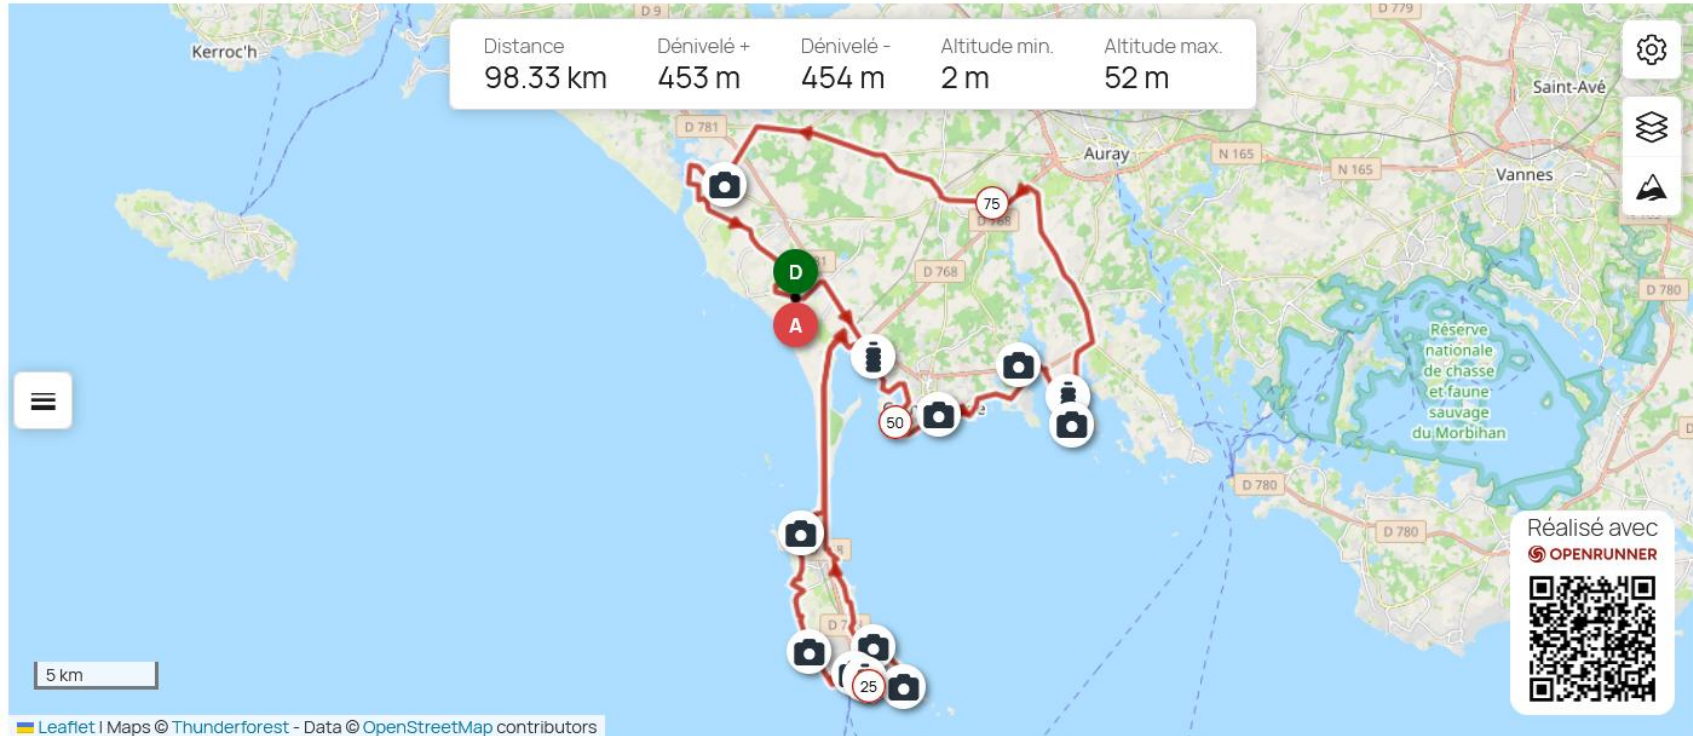 D 9
D 779
Kerroc'h
Distance
98.33 km
Dénivelé +
453 m
Dénivelé -
454 m
Altitude min.
2 m
Altitude max.
52 m
Saint-Avé
D 781
Auray
N 165
N 165
Vannes
75
D 768
D
D 768
D 780
A
Réserve
nationale
de chasse
et faune
sauvage
du Morbihan
50
D 780
D 780
Réalisé avec
OPENRUNNER
25
5 km
Leaflet | Maps © Thunderforest - Data © OpenStreetMap contributors